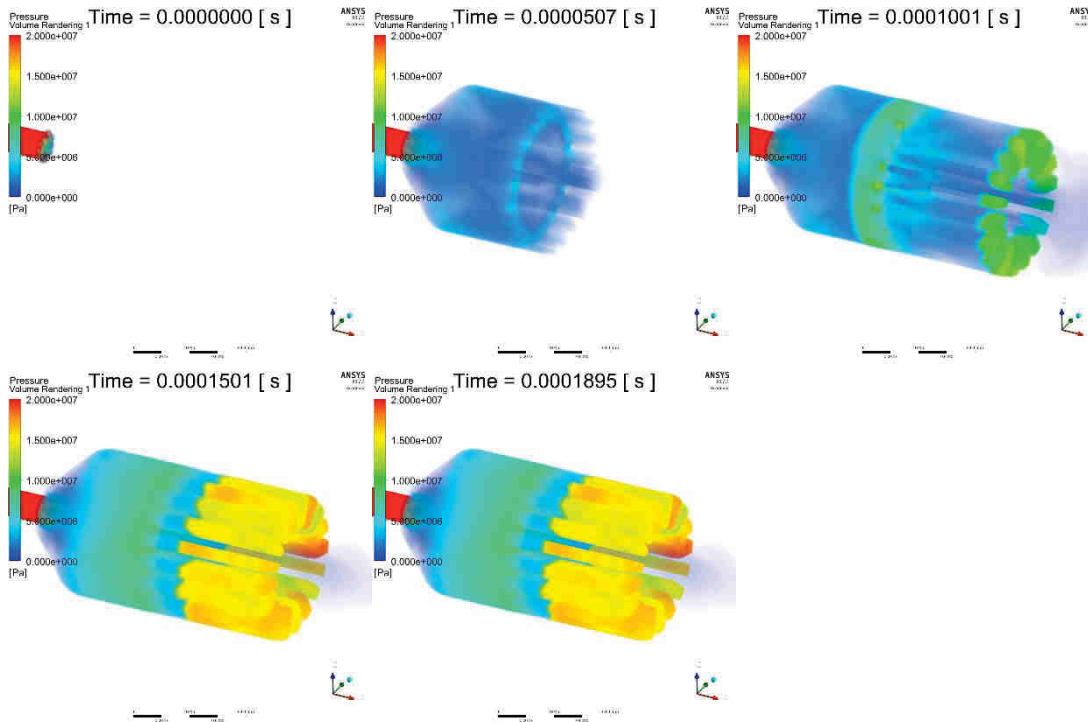 Pressure
Volume Rendering 1
Time = 0.0000000 [ s ]
ANSYS
2.000e+007
1.500e+007
1.000e+007
5.000e+006
0.000e+000
[Pa]
Pressure
Volume Rendering 1
Time = 0.0000507 [ s ]
ANSYS
2.000e+007
1.500e+007
1.000e+007
5.000e+006
0.000e+000
[Pa]
Pressure
Volume Rendering 1
Time = 0.0001001 [ s ]
ANSYS
2.000e+007
1.500e+007
1.000e+007
5.000e+006
0.000e+000
[Pa]
Pressure
Volume Rendering 1
Time = 0.0001501 [ s ]
ANSYS
2.000e+007
1.500e+007
1.000e+007
5.000e+006
0.000e+000
[Pa]
Pressure
Volume Rendering 1
Time = 0.0001895 [ s ]
ANSYS
2.000e+007
1.500e+007
1.000e+007
5.000e+006
0.000e+000
[Pa]